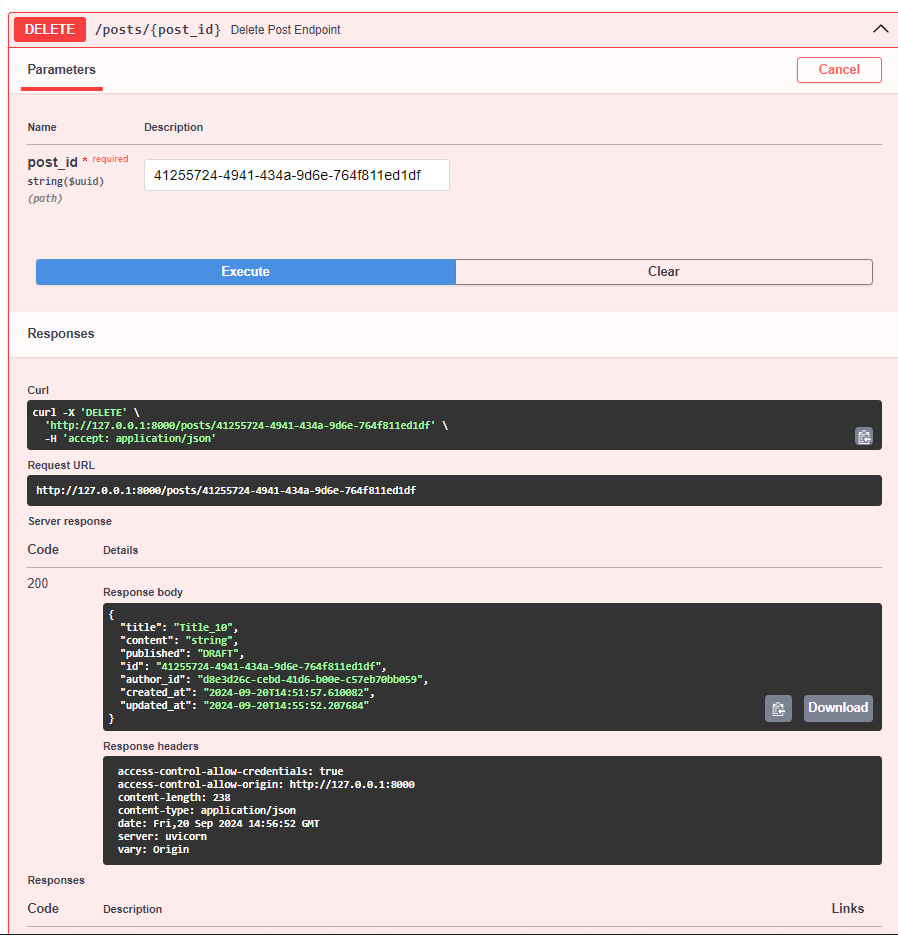 DELETE /posts/{post_id} Delete Post Endpoint
Parameters
Cancel
Name Description
post_id * required
string($uuid)
(path)
41255724-4941-434a-9d6e-764f811ed1df
Execute Clear
Responses
Curl
curl -X 'DELETE' \
'http://127.0.0.1:8000/posts/41255724-4941-434a-9d6e-764f811ed1df' \
-H 'accept: application/json'
Request URL
http://127.0.0.1:8000/posts/41255724-4941-434a-9d6e-764f811ed1df
Server response
Code Details
200
Response body
{
"title": "Title_10",
"content": "string",
"published": "DRAFT",
"id": "41255724-4941-434a-9d6e-764f811ed1df",
"author_id": "d8e3d26c-cebd-41d6-b00e-c57eb70bb059",
"created_at": "2024-09-20T14:51:57.610082",
"updated_at": "2024-09-20T14:55:52.207684"
}
Download
Response headers
access-control-allow-credentials: true
access-control-allow-origin: http://127.0.0.1:8000
content-length: 238
content-type: application/json
date: Fri,20 Sep 2024 14:56:52 GMT
server: uvicorn
vary: Origin
Responses
Code Description Links